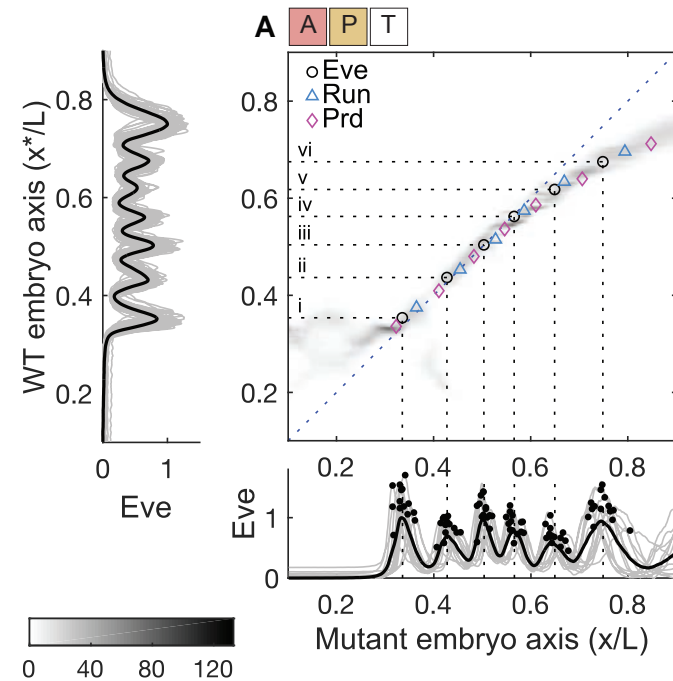 A A P T
Eve
Run
Prd
WT embryo axis (x*/L)
0.8
0.6
0.4
0.2
0 1
Eve
0.8
0.6
0.4
0.2
vi
v
iv
iii
ii
i
0.2 0.4 0.6 0.8
Eve
1
0
0.2 0.4 0.6 0.8
Mutant embryo axis (x/L)
0 40 80 120